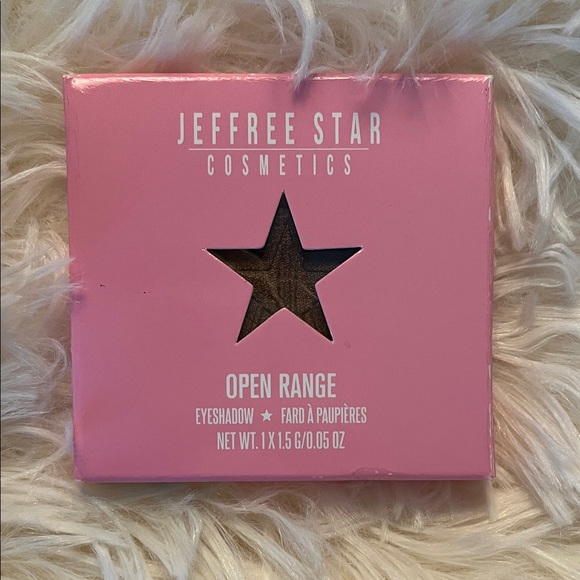 JEFFREE STAR
COSMETICS
OPEN RANGE
EYESHADOW ★ FARD À PAUPIÈRES
NET WT. 1 X 1.5 G/0.05 OZ